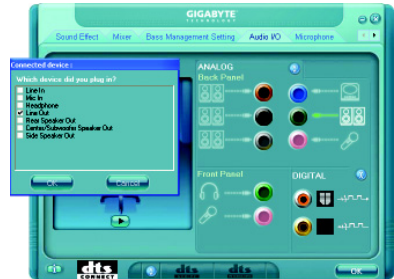 GIGABYTE
TECHNOLOGY
Sound Effect Mixer Bass Management Setting Audio I/O Microphone
Connected device :
Which device did you plug in?
Line In
Mic In
Headphone
Line Out
Rear Speaker Out
Center/Subwoofer Speaker Out
Side Speaker Out
OK Cancel
ANALOG
Back Panel
Front Panel
DIGITAL
dts
CONNECT
dts
dts
OK